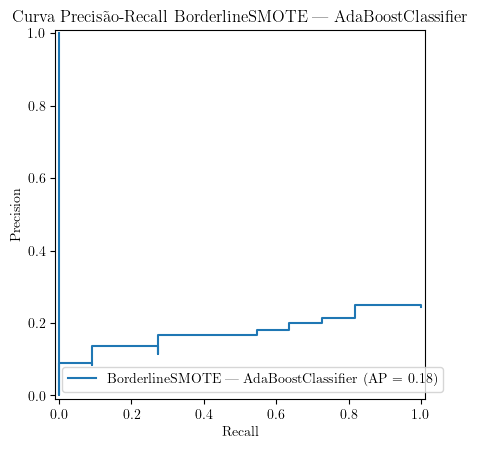 Curva Precisão-Recall BorderlineSMOTE — AdaBoostClassifier
1.0
0.8
0.6
0.4
0.2
0.0
Precision
BorderlineSMOTE — AdaBoostClassifier (AP = 0.18)
0.0 0.2 0.4 0.6 0.8 1.0
Recall